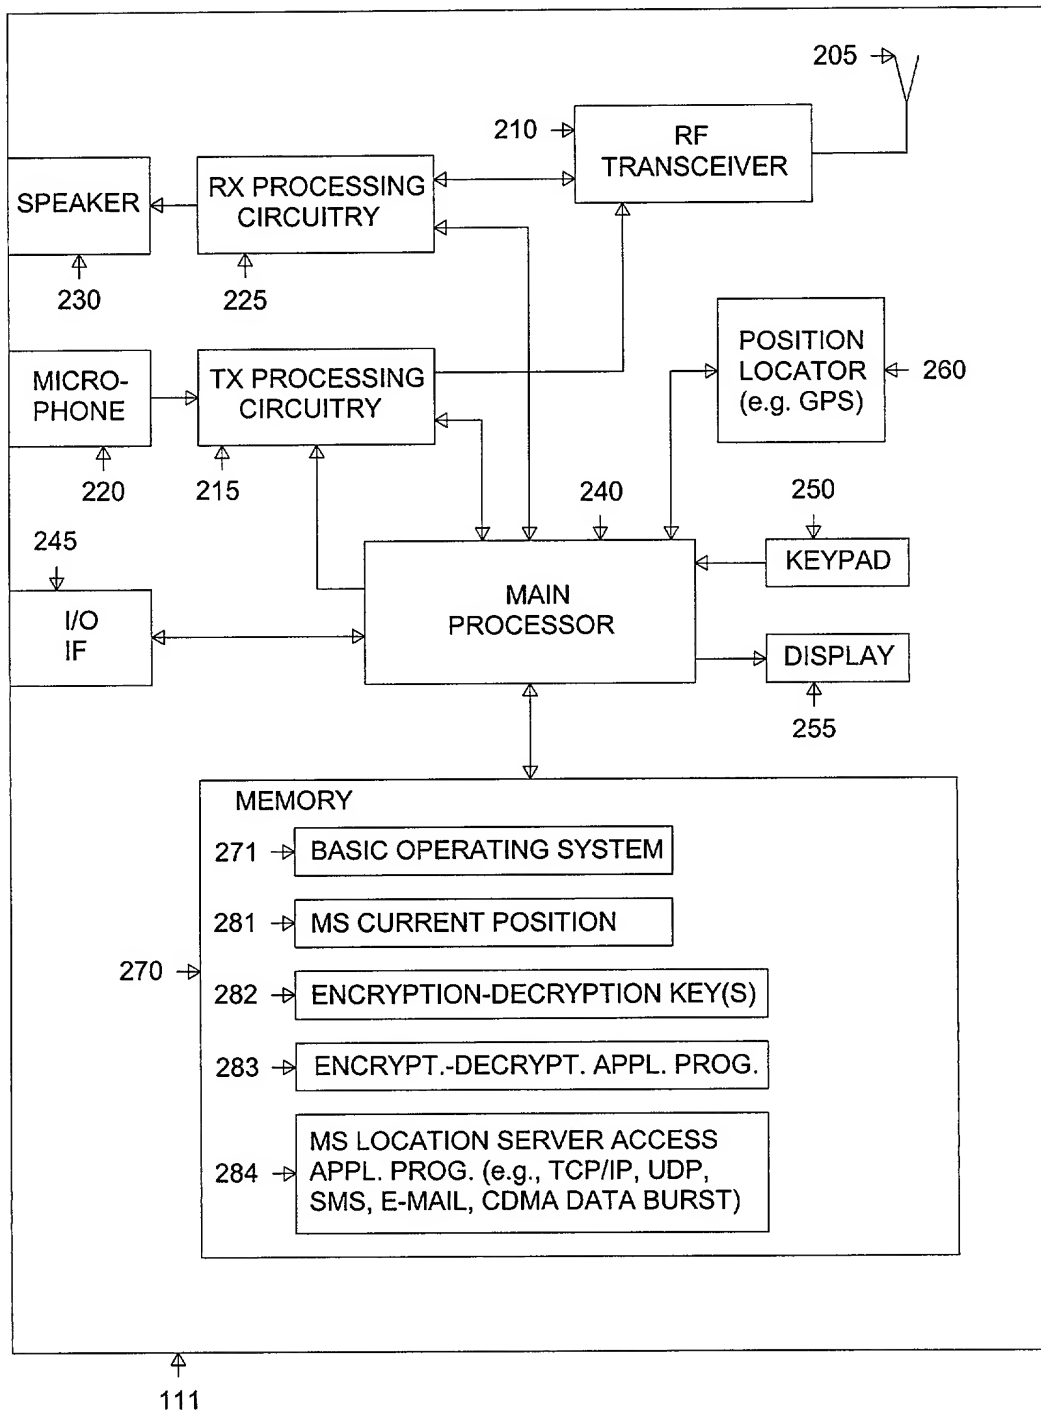 205
210
RF
TRANSCEIVER
SPEAKER
RX PROCESSING
CIRCUITRY
230
225
MICRO-
PHONE
TX PROCESSING
CIRCUITRY
POSITION
LOCATOR
(e.g. GPS)
260
220
215
240
250
245
KEYPAD
I/O
IF
MAIN
PROCESSOR
DISPLAY
255
MEMORY
271
BASIC OPERATING SYSTEM
281
MS CURRENT POSITION
270
282
ENCRYPTION-DECRYPTION KEY(S)
283
ENCRYPT.-DECRYPT. APPL. PROG.
284
MS LOCATION SERVER ACCESS
APPL. PROG. (e.g., TCP/IP, UDP,
SMS, E-MAIL, CDMA DATA BURST)
111